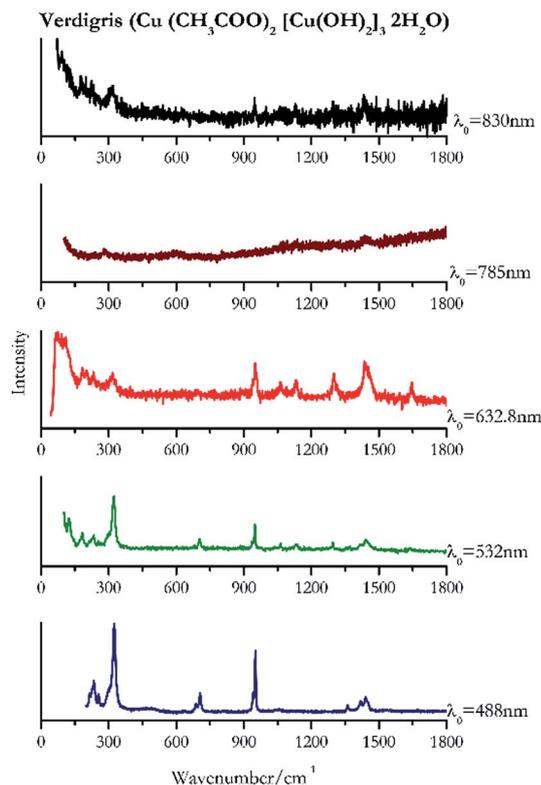 Verdigris (Cu (CH₃COO)₂ [Cu(OH)₂]₃ 2H₂O)
0 300 600 900 1200 1500 1800
λ₀=830nm
0 300 600 900 1200 1500 1800
λ₀=785nm
Intensity
0 300 600 900 1200 1500 1800
λ₀=632.8nm
0 300 600 900 1200 1500 1800
λ₀=532nm
0 300 600 900 1200 1500 1800
λ₀=488nm
Wavenumber/cm⁻¹